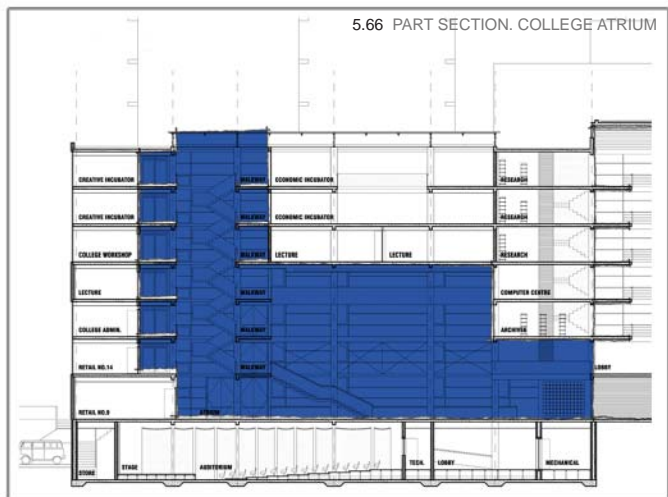 5.66 PART SECTION. COLLEGE ATRIUM
CREATIVE INCUBATOR WALKWAY ECONOMIC INCUBATOR RESEARCH
CREATIVE INCUBATOR WALKWAY ECONOMIC INCUBATOR RESEARCH
COLLEGE WORKSHOP WALKWAY LECTURE LECTURE RESEARCH
LECTURE WALKWAY COMPUTER CENTRE
COLLEGE ADMIN. WALKWAY ARCHIVES
RETAIL NO.14 WALKWAY LOBBY
RETAIL NO.9 ATRIUM
STORE STAGE AUDITORIUM TECH. LOBBY MECHANICAL